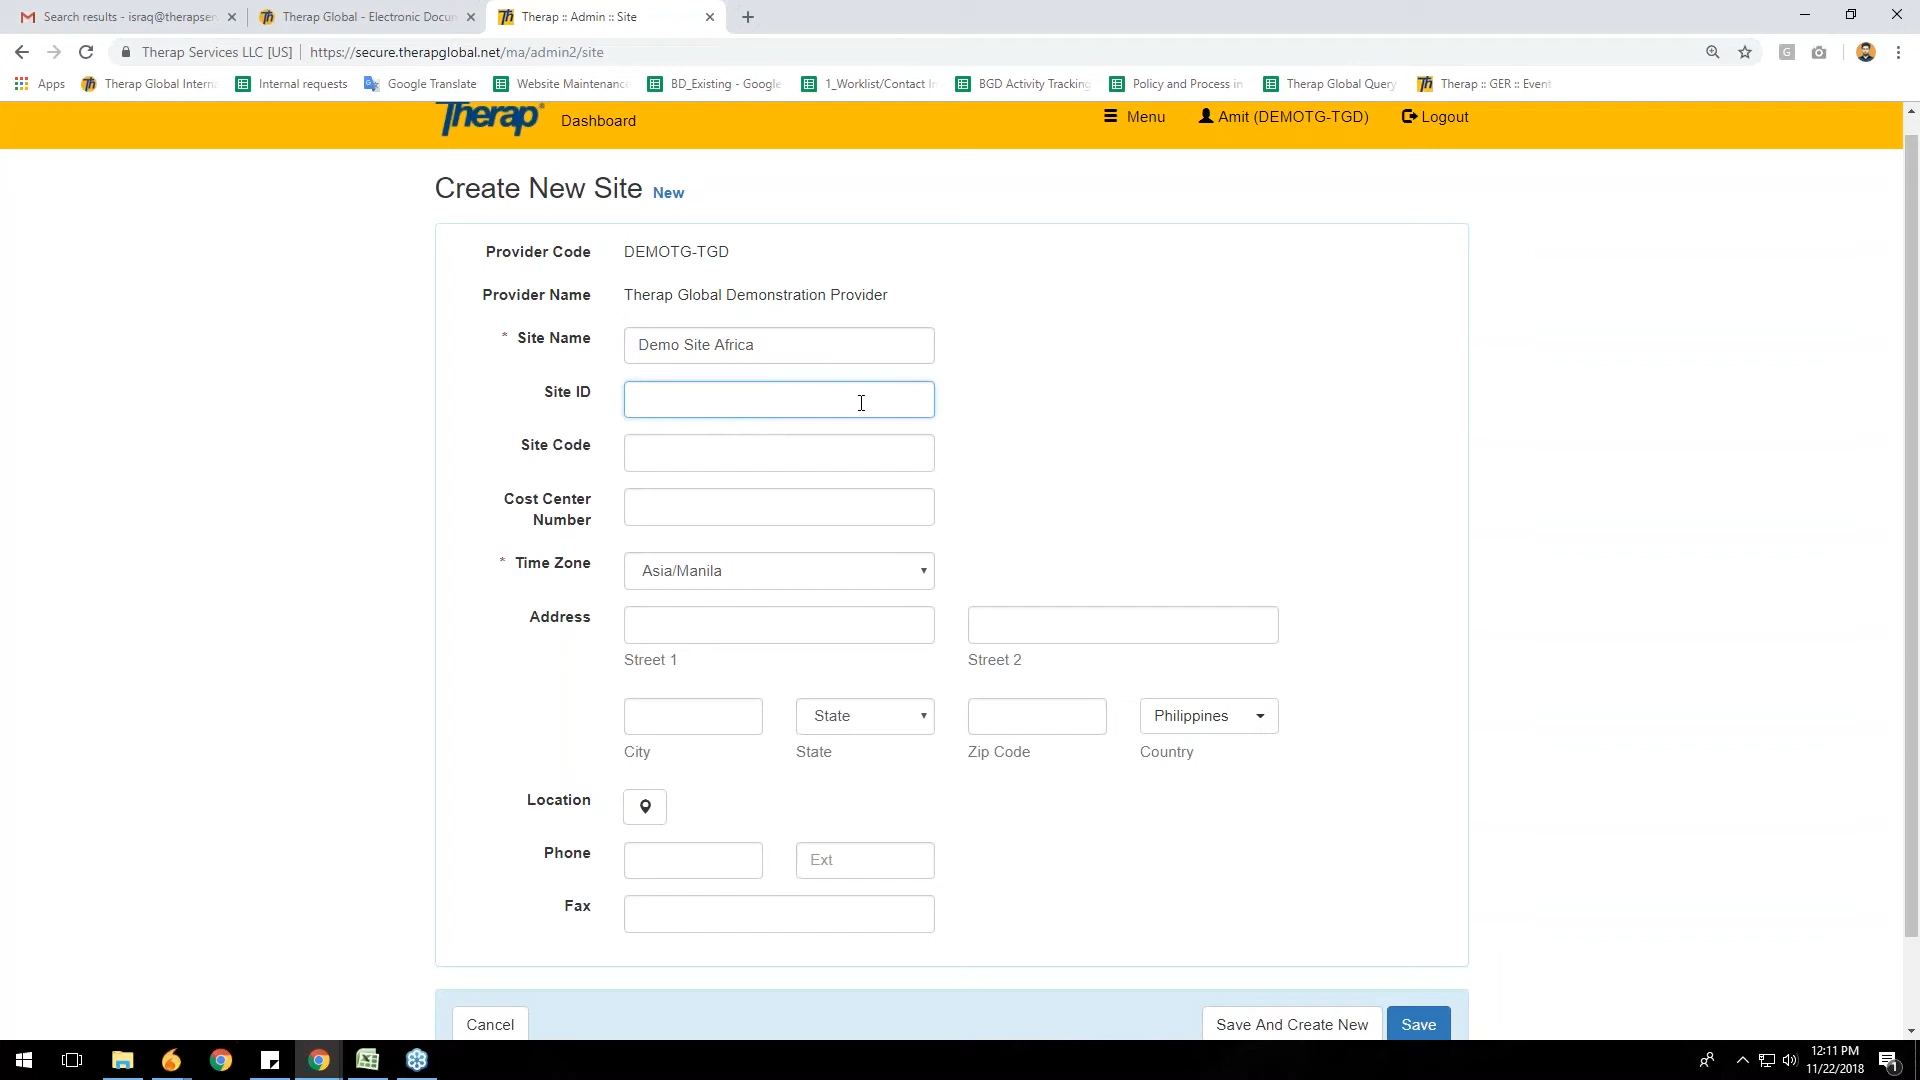 Search results - israq@therapser
Therap Global - Electronic Docu
Therap :: Admin :: Site
Therap Services LLC [US] | https://secure.therapglobal.net/ma/admin2/site
Apps
Therap Global Intern
Internal requests
Google Translate
Website Maintenanc
BD_Existing - Google
1_Worklist/Contact I
BGD Activity Tracking
Policy and Process in
Therap Global Query
Therap :: GER :: Event
Therap
Dashboard
Menu
Amit (DEMOTG-TGD)
Logout
Create New Site New
Provider Code DEMOTG-TGD
Provider Name Therap Global Demonstration Provider
* Site Name Demo Site Africa
Site ID
Site Code
Cost Center
Number
* Time Zone Asia/Manila
Address
Street 1 Street 2
State Philippines
City State Zip Code Country
Location
Phone Ext
Fax
Cancel Save And Create New Save
12:11 PM
11/22/2018
1